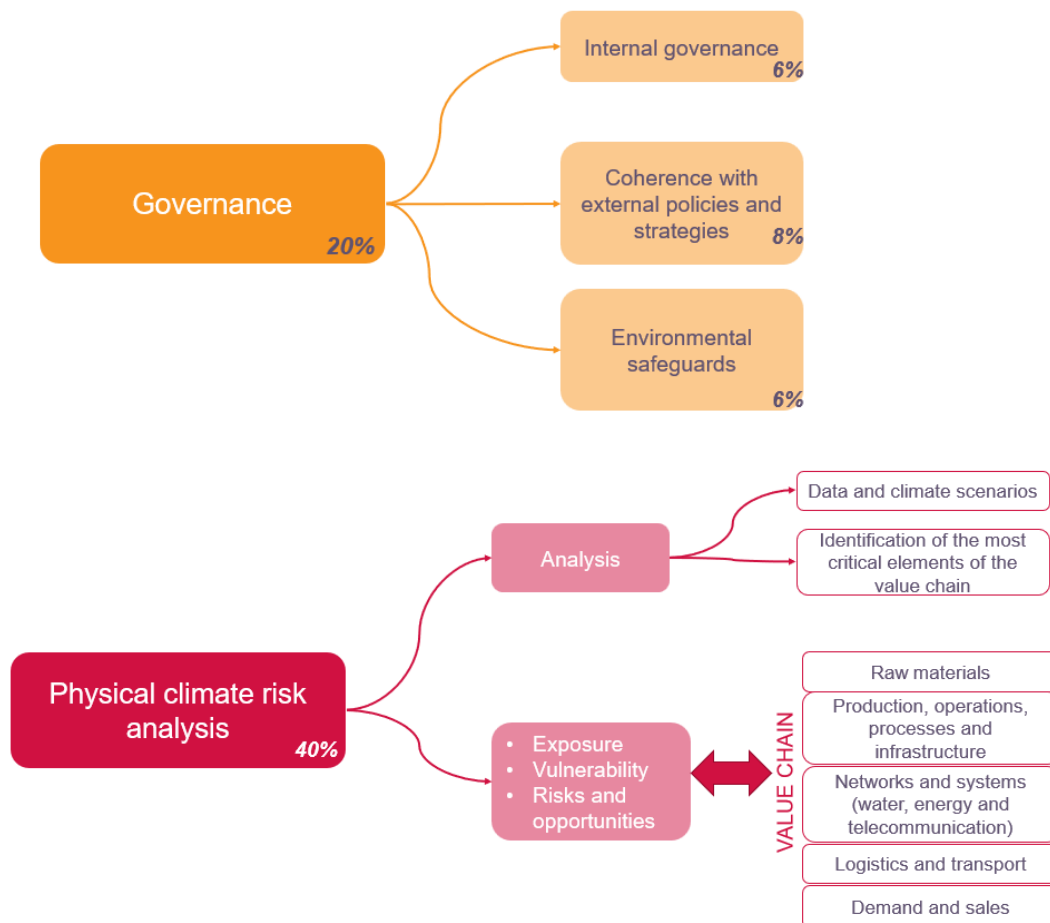 Internal governance
6%
Governance
20%
Coherence with
external policies and
strategies
8%
Environmental
safeguards
6%
Physical climate risk
analysis
40%
Analysis
Data and climate scenarios
Identification of the most
critical elements of the
value chain
• Exposure
• Vulnerability
• Risks and
opportunities
VALUE CHAIN
Raw materials
Production, operations,
processes and
infrastructure
Networks and systems
(water, energy and
telecommunication)
Logistics and transport
Demand and sales